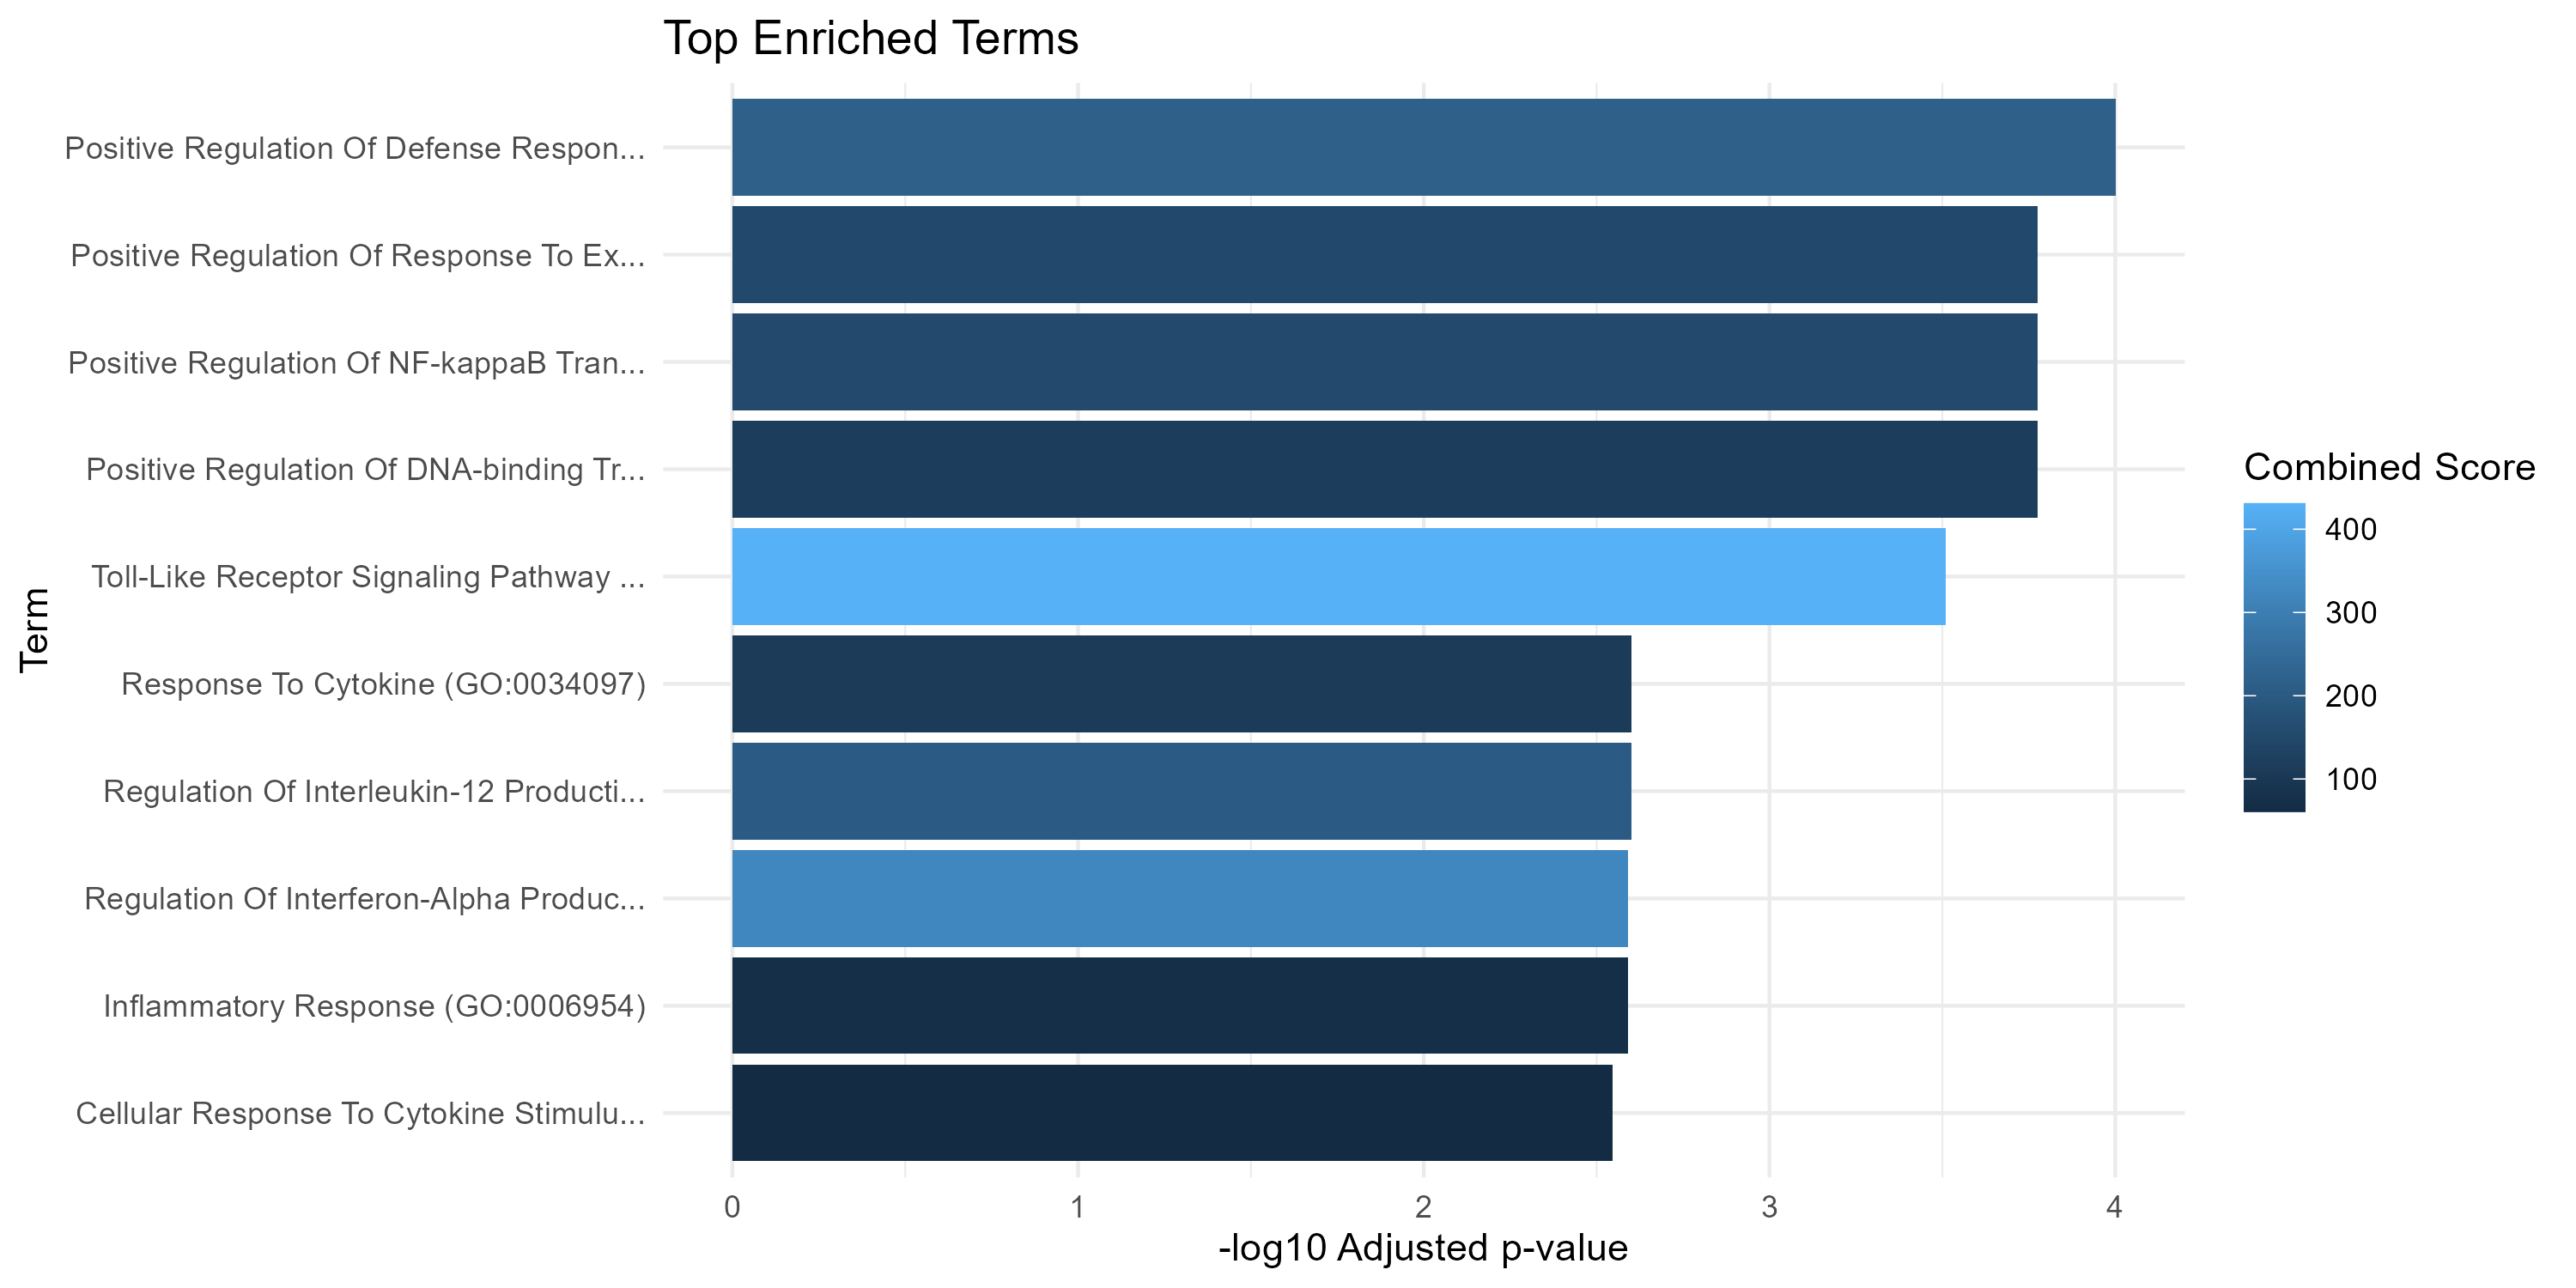 Top Enriched Terms
Positive Regulation Of Defense Respon...
Positive Regulation Of Response To Ex...
Positive Regulation Of NF-kappaB Tran...
Positive Regulation Of DNA-binding Tr...
Toll-Like Receptor Signaling Pathway ...
Response To Cytokine (GO:0034097)
Regulation Of Interleukin-12 Producti...
Regulation Of Interferon-Alpha Produc...
Inflammatory Response (GO:0006954)
Cellular Response To Cytokine Stimulu...
Term
0 1 2 3 4
-log10 Adjusted p-value
Combined Score
400
300
200
100